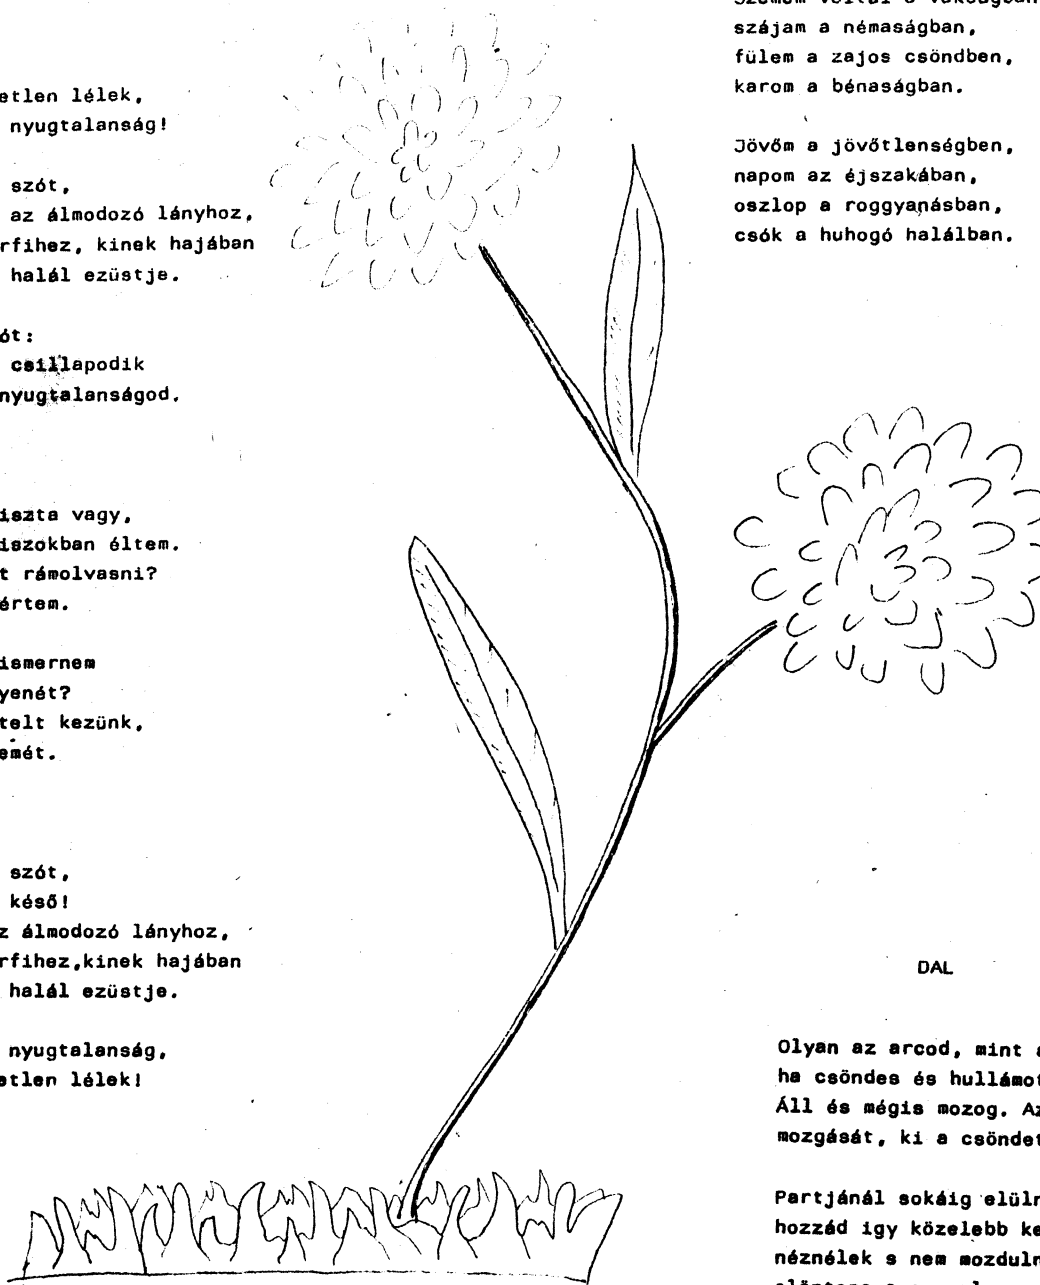 etlen lélek,
nyugtalanság!
szót,
az álmodozó lányhoz,
rfihez, kinek hajában
halál ezüstje.
ót:
csillapodik
nyugtalanságod.
iszta vagy,
iszokban éltem.
t rámolvasni?
értem.
ismernem
yenét?
telt kezünk,
emét.
szót,
késő!
z álmodozó lányhoz,
rfihez,kinek hajában
halál ezüstje.
nyugtalanság,
etlen lélek!
szájam a némaságban,
fülem a zajos csöndben,
karom a bénaságban.
Jövőm a jövőtlenségben,
napom az éjszakában,
oszlop a roggyanásban,
csók a huhogó halálban.
DAL
Olyan az arcod, mint a
ha csöndes és hullámot
Áll és mégis mozog. Az
mozgását, ki a csöndet
Partjánál sokáig elüln
hozzád igy közelebb ke
néznélek s nem mozduln